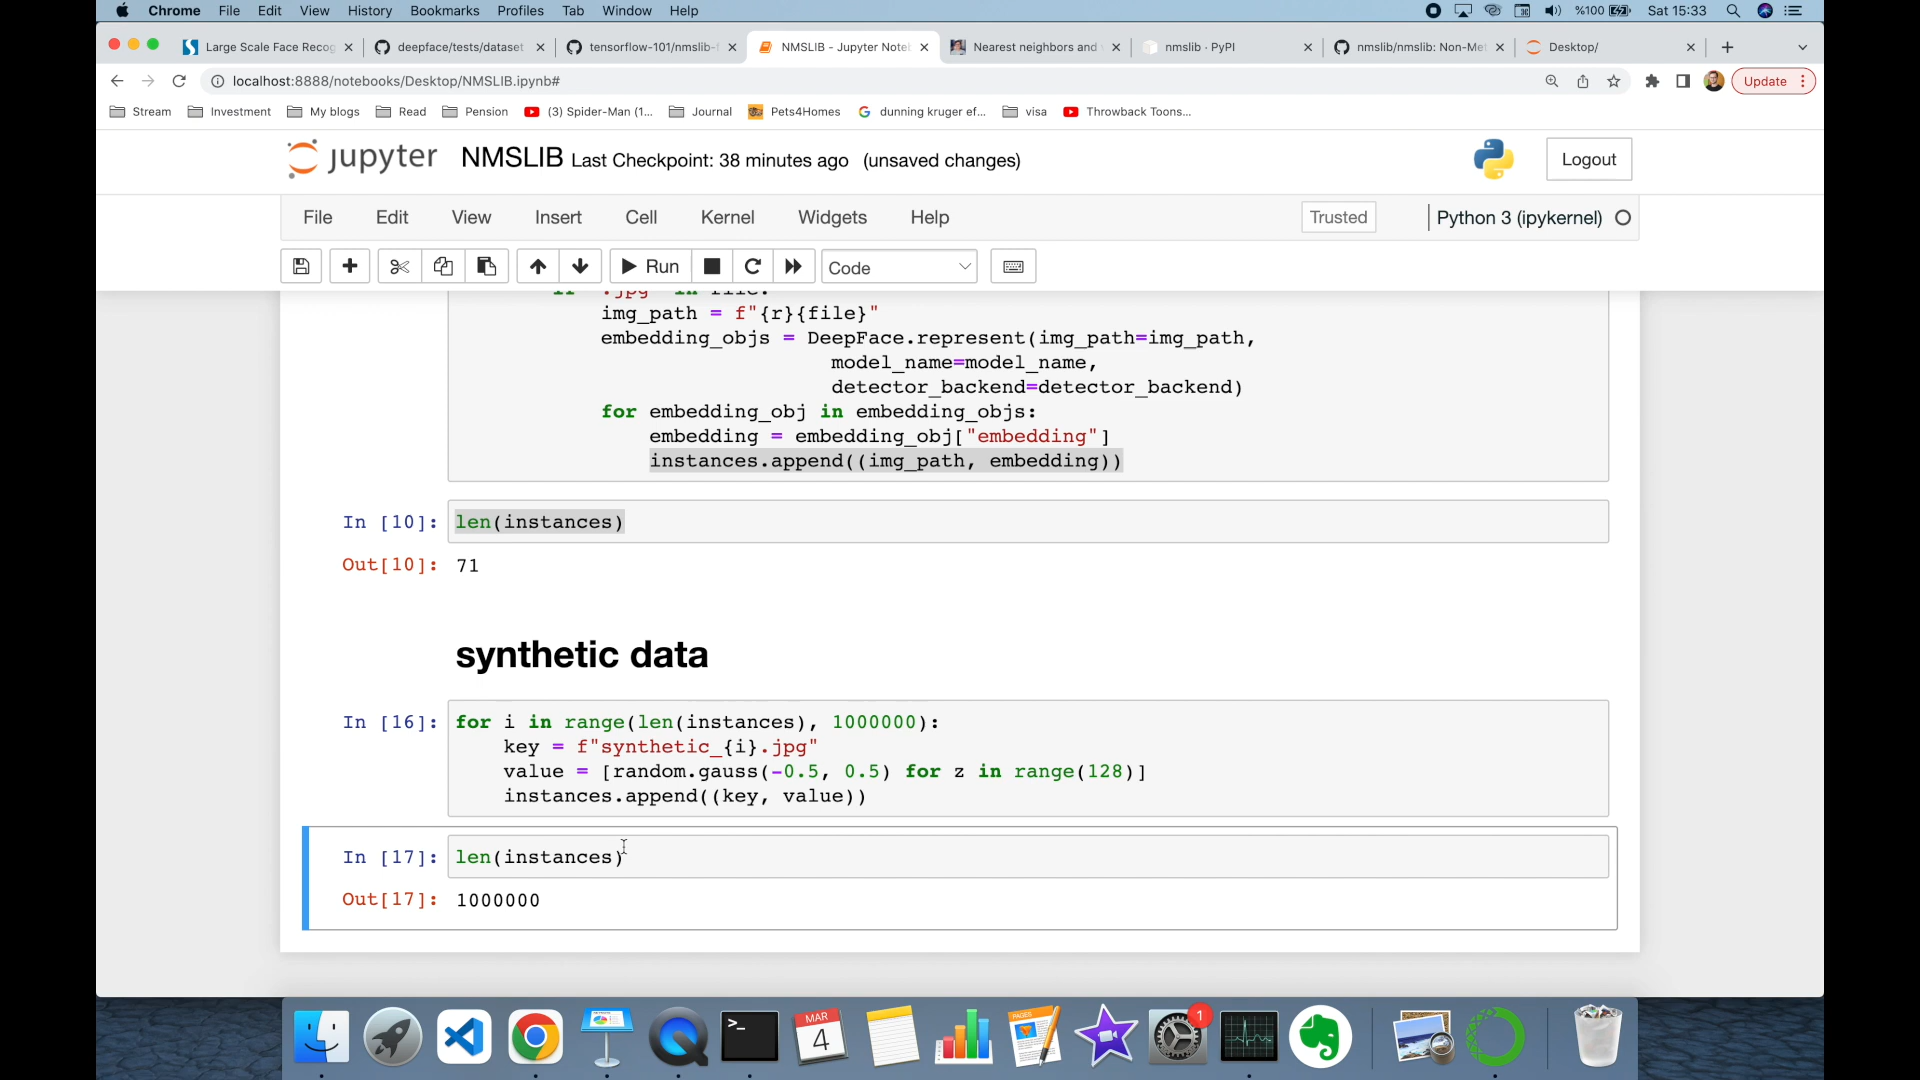 Chrome File Edit View History Bookmarks Profiles Tab Window Help %100 Sat 15:33
Large Scale Face Recog deepface/tests/dataset tensorflow-101/nmslib- NMSLIB - Jupyter Note Nearest neighbors and nmslib · PyPI nmslib/nmslib: Non-Me Desktop/
localhost:8888/notebooks/Desktop/NMSLIB.ipynb# Update
Stream Investment My blogs Read Pension (3) Spider-Man (1... Journal Pets4Homes dunning kruger ef... visa Throwback Toons...
jupyter NMSLIB Last Checkpoint: 38 minutes ago (unsaved changes) Logout
File Edit View Insert Cell Kernel Widgets Help Trusted Python 3 (ipykernel)
Run Code
if ".jpg" in file:
img_path = f"{r}{file}"
embedding_objs = DeepFace.represent(img_path=img_path,
model_name=model_name,
detector_backend=detector_backend)
for embedding_obj in embedding_objs:
embedding = embedding_obj["embedding"]
instances.append((img_path, embedding))
In [10]: len(instances)
Out[10]: 71
synthetic data
In [16]: for i in range(len(instances), 1000000):
key = f"synthetic_{i}.jpg"
value = [random.gauss(-0.5, 0.5) for z in range(128)]
instances.append((key, value))
In [17]: len(instances)
Out[17]: 1000000
>_ MAR 4 PAGES 1